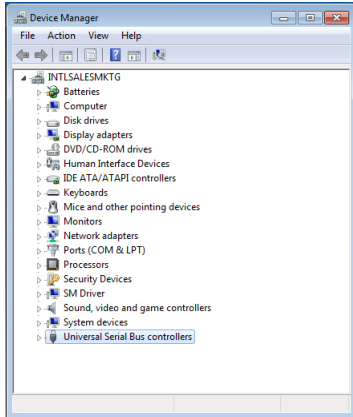 Device Manager
File Action View Help
INTLSALESMKTG
Batteries
Computer
Disk drives
Display adapters
DVD/CD-ROM drives
Human Interface Devices
IDE ATA/ATAPI controllers
Keyboards
Mice and other pointing devices
Monitors
Network adapters
Ports (COM & LPT)
Processors
Security Devices
SM Driver
Sound, video and game controllers
System devices
Universal Serial Bus controllers